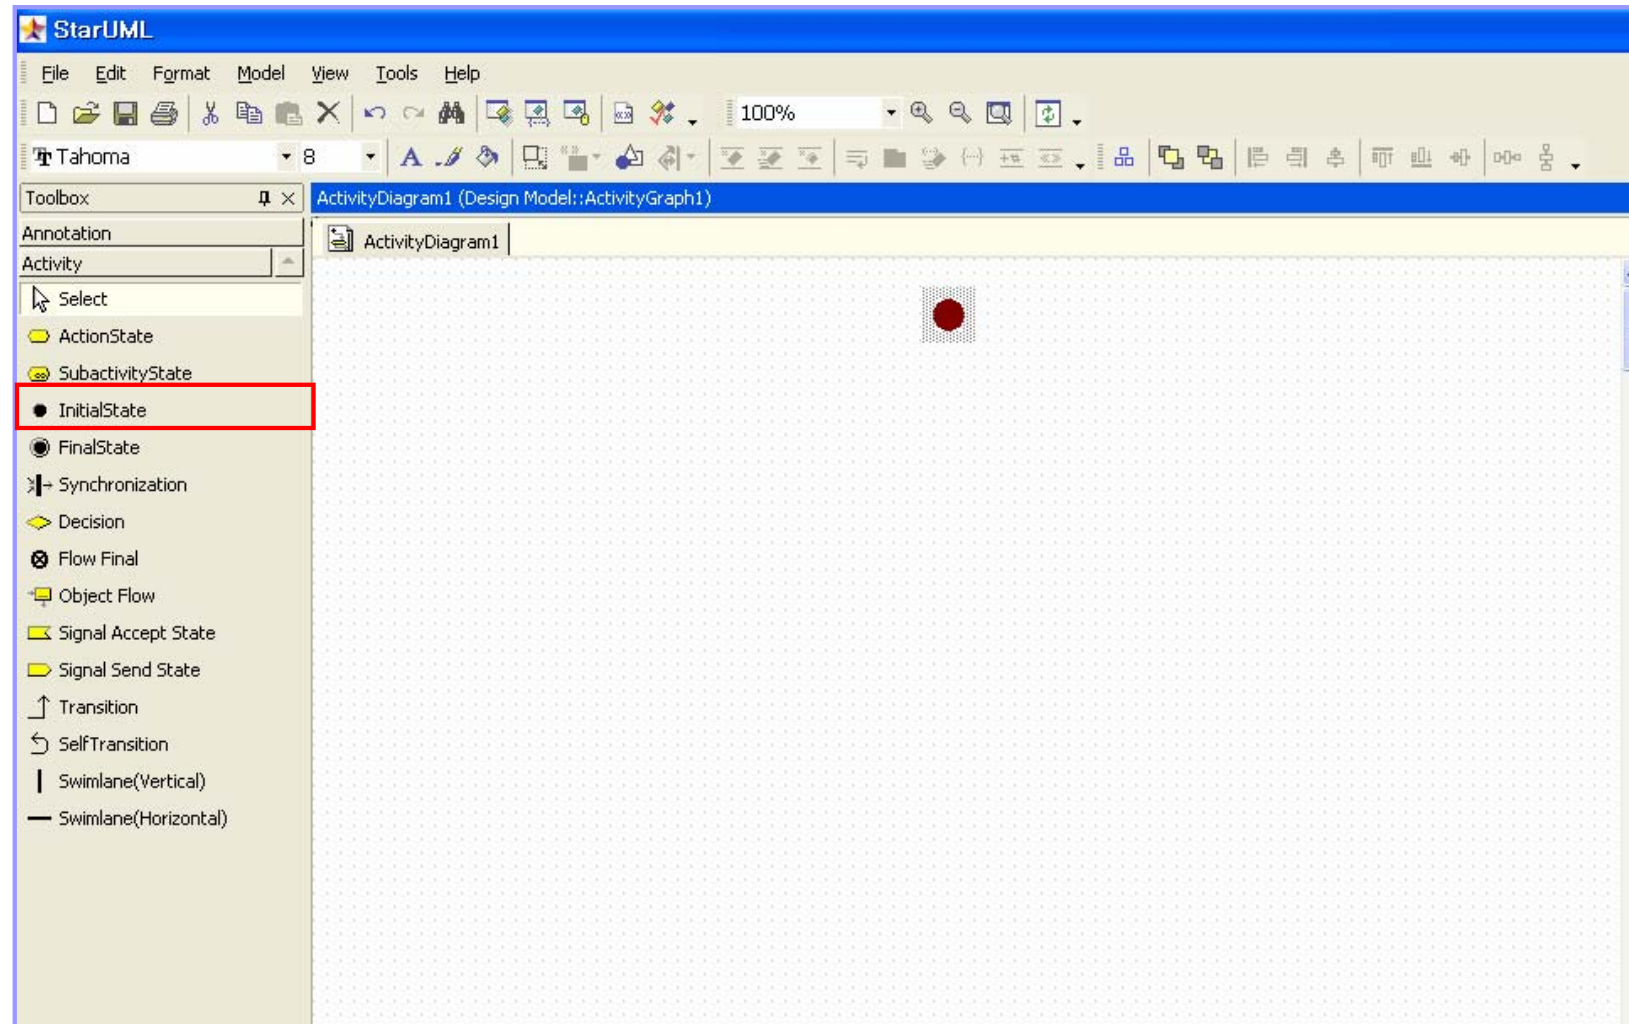 StarUML
File Edit Format Model View Tools Help
100%
Tahoma 8
Toolbox
ActivityDiagram1 (Design Model::ActivityGraph1)
Annotation
ActivityDiagram1
Activity
Select
ActionState
SubactivityState
InitialState
FinalState
Synchronization
Decision
Flow Final
Object Flow
Signal Accept State
Signal Send State
Transition
SelfTransition
Swimlane(Vertical)
Swimlane(Horizontal)